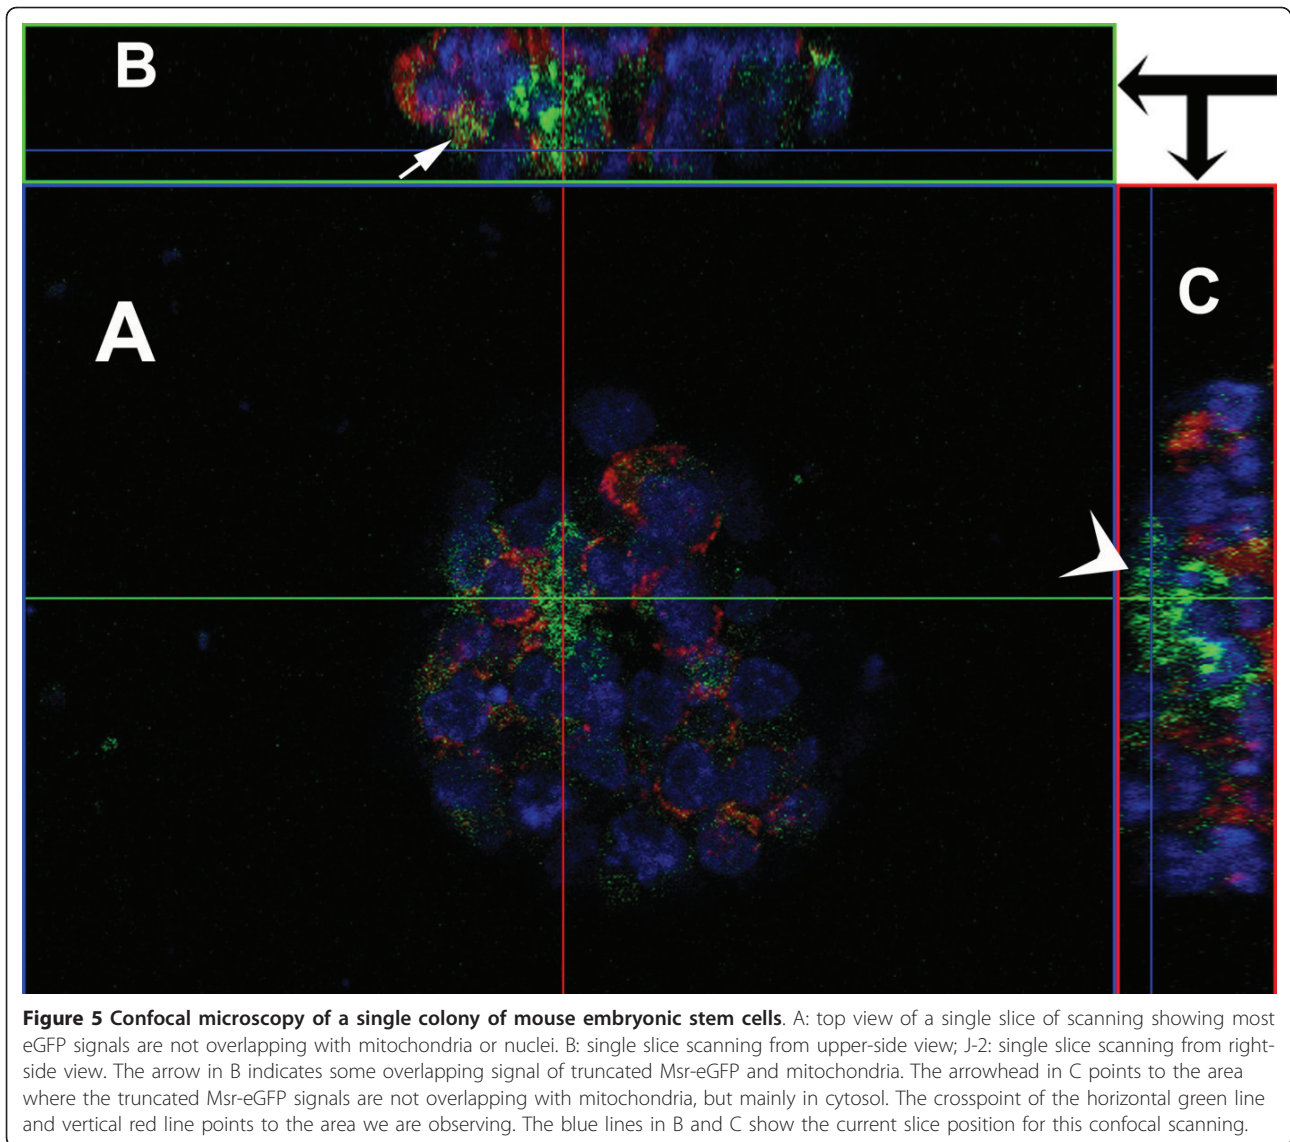 B
C
A
Figure 5 Confocal microscopy of a single colony of mouse embryonic stem cells. A: top view of a single slice of scanning showing most
eGFP signals are not overlapping with mitochondria or nuclei. B: single slice scanning from upper-side view; J-2: single slice scanning from right-
side view. The arrow in B indicates some overlapping signal of truncated Msr-eGFP and mitochondria. The arrowhead in C points to the area
where the truncated Msr-eGFP signals are not overlapping with mitochondria, but mainly in cytosol. The crosspoint of the horizontal green line
and vertical red line points to the area we are observing. The blue lines in B and C show the current slice position for this confocal scanning.